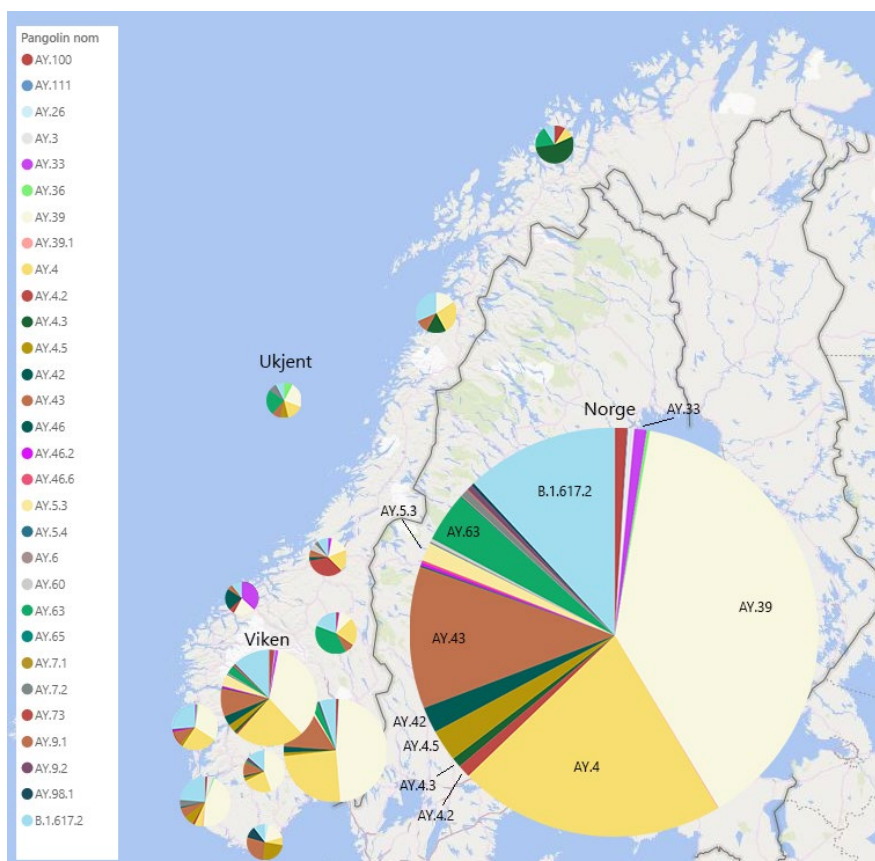 Pangolin nom
AY.100
AY.111
AY.26
AY.3
AY.33
AY.36
AY.39
AY.39.1
AY.4
AY.4.2
AY.4.3
AY.4.5
AY.42
AY.43
AY.46
AY.46.2
AY.46.6
AY.5.3
AY.5.4
AY.6
AY.60
AY.63
AY.65
AY.7.1
AY.7.2
AY.73
AY.9.1
AY.9.2
AY.98.1
B.1.617.2
Ukjent
Norge
AY.33
B.1.617.2
AY.5.3
AY.63
AY.39
AY.43
Viken
AY.42
AY.4.5
AY.4
AY.4.3
AY.4.2